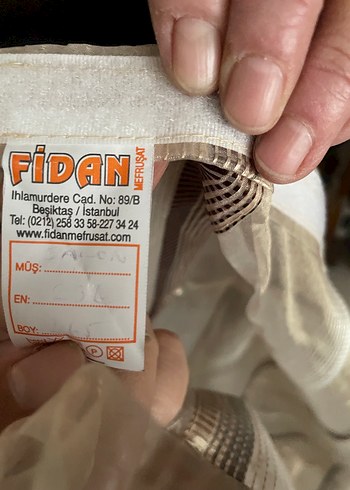 FİDAN MEFRUŞAT
Ihlamurdere Cad. No: 89/B
Beşiktaş / İstanbul
Tel: (0212) 258 33 58-227 34 24
www.fidanmefrusat.com
MÜŞ:
EN:
BOY:
P